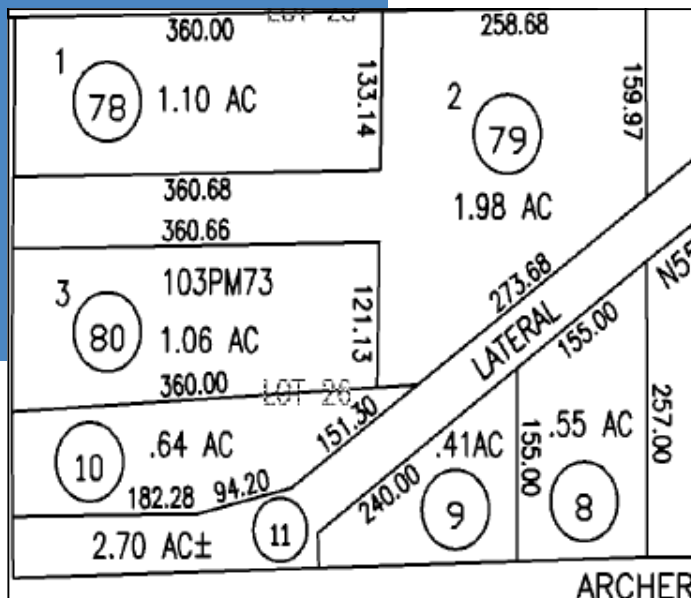 360.00
258.68
1
78
1.10 AC
133.14
2
79
159.97
1.98 AC
360.68
360.66
3
103PM73
80
1.06 AC
121.13
273.68
N55
LATERAL
155.00
360.00
LOT 26
151.30
10
.64 AC
.41AC
155.00
.55 AC
257.00
182.28
94.20
240.00
9
8
11
2.70 AC±
ARCHER